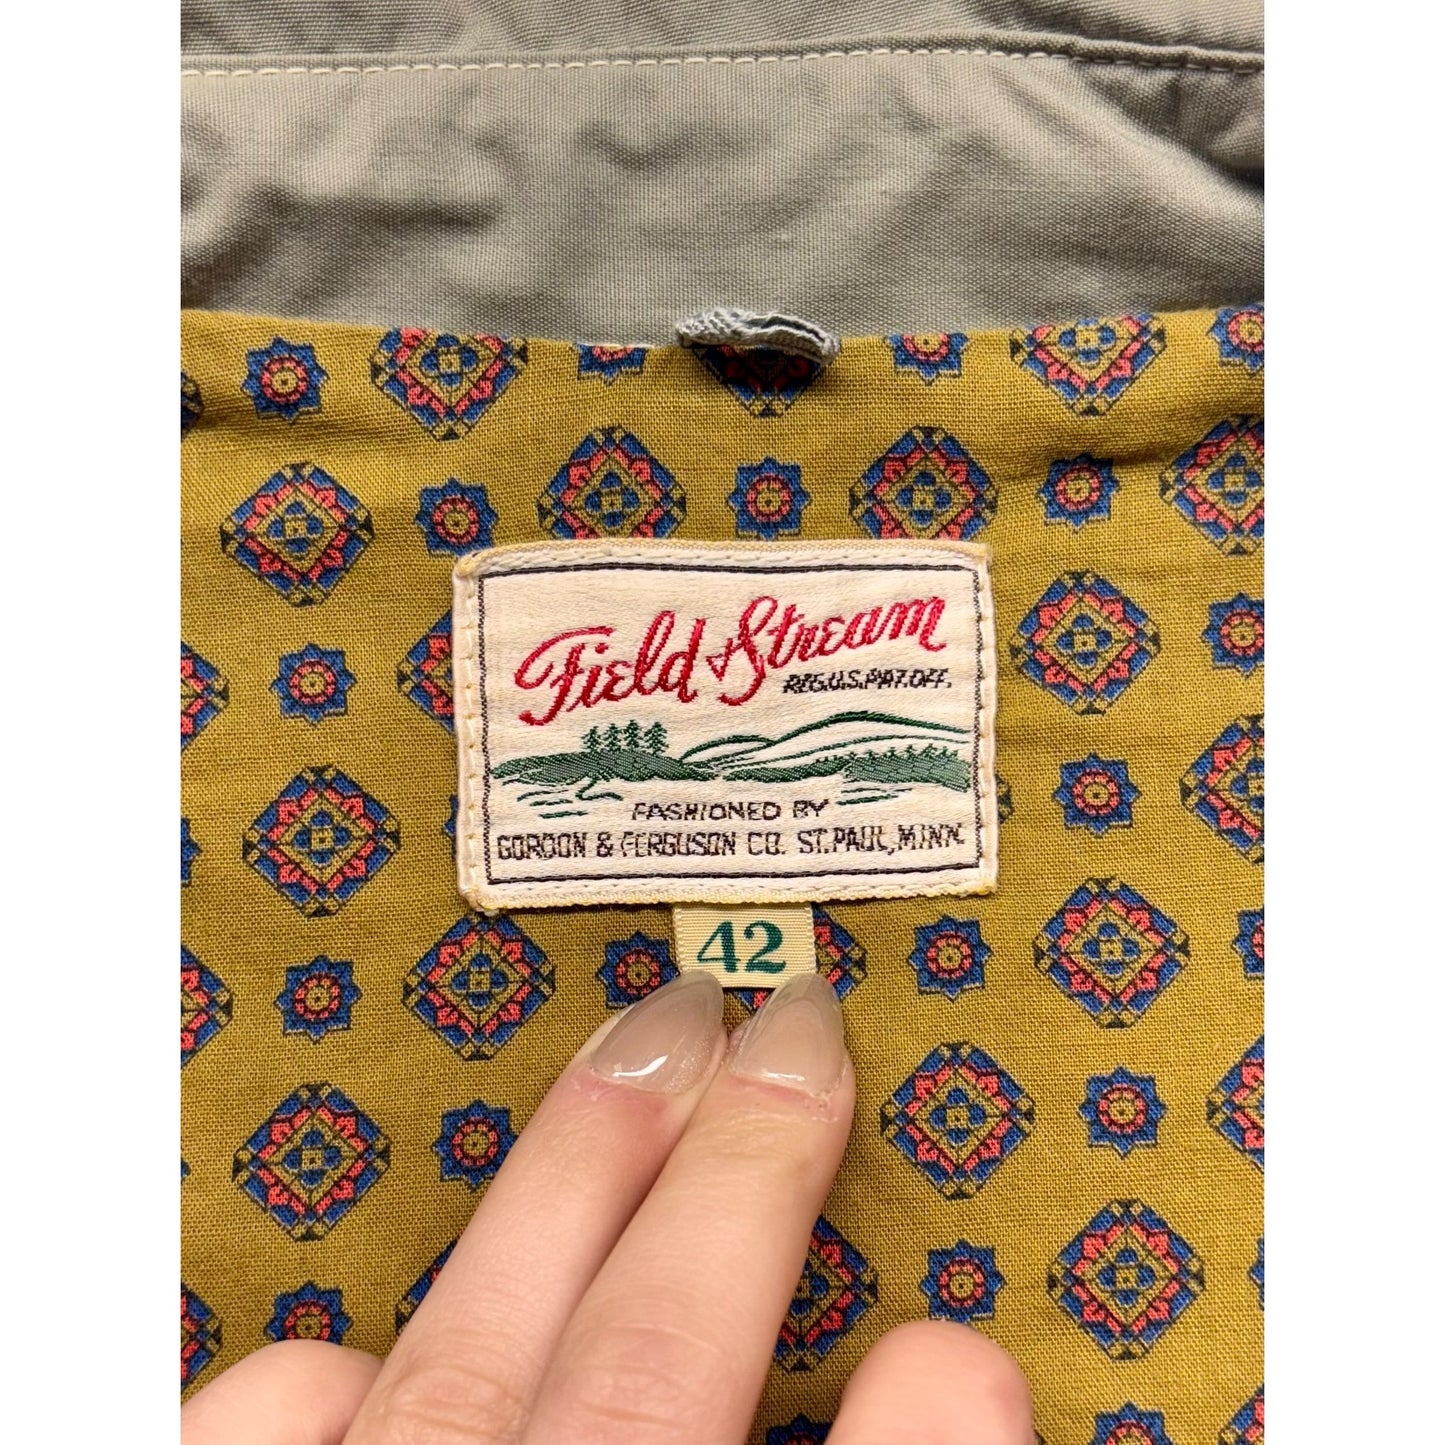 Field & Stream
REG.U.S.PAT.OFF.
FASHIONED BY
GORDON & FERGUSON CO. ST. PAUL, MINN.
42